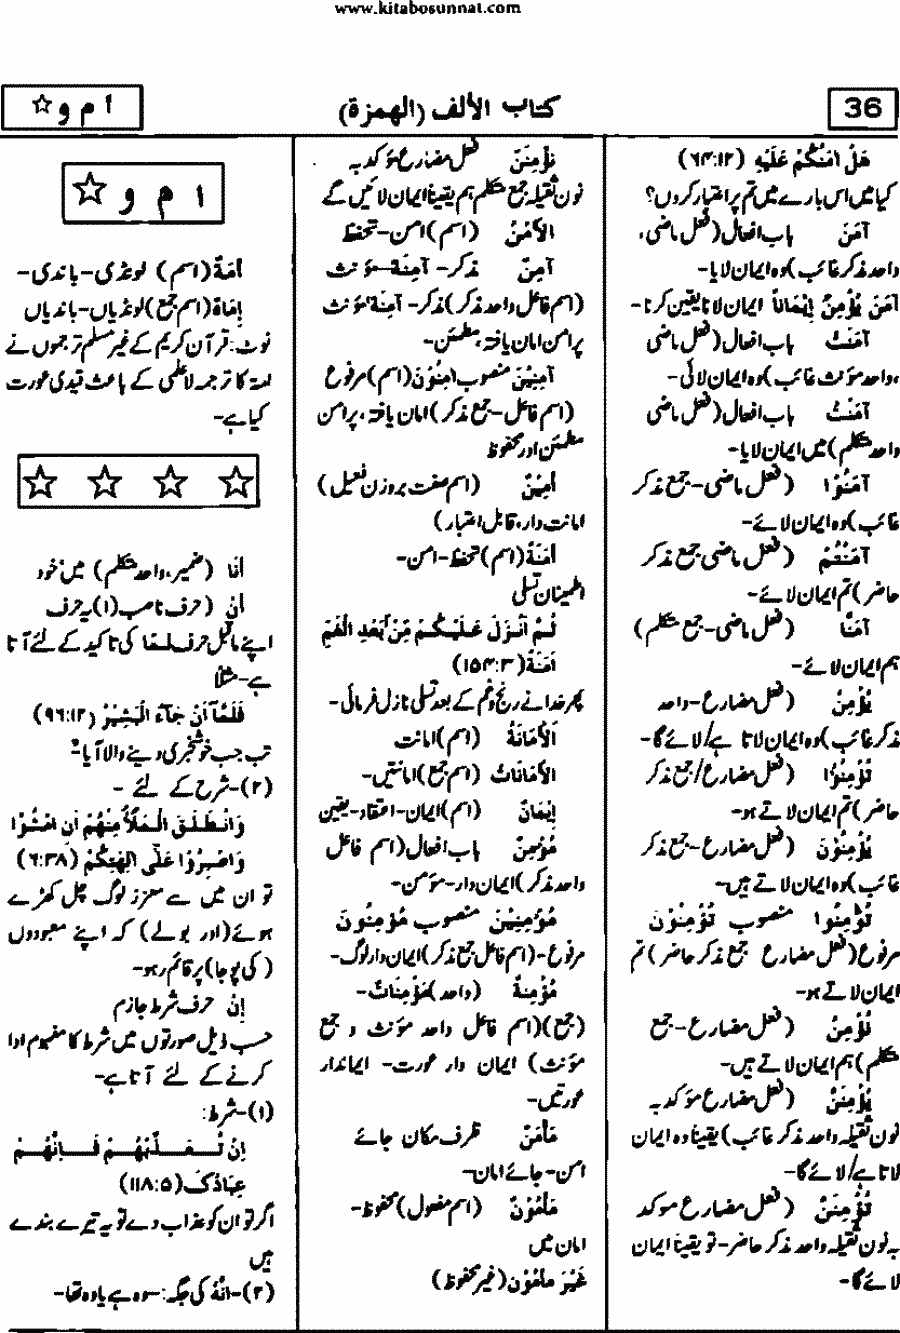 www.kitabosunnat.com
36
كتاب الألف (الهمزة)
ا م و ☆
هَلْ اٰمَنُكُمْ عَلَيْهِ (۱۲:۶۴)
کیا میں اس بارے میں تم پر اعتبار کروں؟
آمَنَ باب افعال (فعل ماضی،
واحد مذکر غائب) وہ ایمان لایا-
آمَنَ يُؤْمِنُ إِيْمَاناً ایمان لانا یقین کرنا-
آمَنَتْ باب افعال (فعل ماضی
،واحد مؤنث غائب) وہ ایمان لائی-
آمَنْتُ باب افعال (فعل ماضی
واحد متکلم) میں ایمان لایا-
آمَنُوْا (فعل ماضی-جمع مذکر
غائب) وہ ایمان لائے-
آمَنْتُمْ (فعل ماضی جمع مذکر
حاضر) تم ایمان لائے-
آمَنَّا (فعل ماضی-جمع متکلم)
ہم ایمان لائے-
يُؤْمِنُ (فعل مضارع-واحد
مذکر غائب) وہ ایمان لاتا ہے/لائے گا-
تُؤْمِنُوْا (فعل مضارع/جمع مذکر
حاضر) تم ایمان لاتے ہو-
يُؤْمِنُوْنَ (فعل مضارع-جمع مذکر
غائب) وہ ایمان لاتے ہیں-
تُؤْمِنُوا منصوب تُؤْمِنُوْنَ
مرفوع (فعل مضارع جمع مذکر حاضر) تم
ایمان لاتے ہو-
نُؤْمِنُ (فعل مضارع-جمع
متکلم) ہم ایمان لاتے ہیں-
يُؤْمِنَنَّ (فعل مضارع مؤکد بہ
نون ثقیلہ واحد مذکر غائب) یقیناً وہ ایمان
لاتا ہے/لائے گا-
تُؤْمِنَنَّ (فعل مضارع موکد
بہ نون ثقیلہ واحد مذکر حاضر-تو یقیناً ایمان
لائے گا-
نُؤْمِنَنَّ فعل مضارع مؤکد بہ
نون ثقیلہ جمع متکلم ہم یقیناً ایمان لائیں گے
الأَمْنُ (اسم) امن-تحفظ
آمِنٌ مذکر-آمِنَة-مؤنث
(اسم فاعل واحد مذکر) مذکر-آمِنَة مؤنث
پر امن امان یافتہ، مطمئن-
آمِنِيْنَ منصوب اٰمِنُوْنَ (اسم) مرفوع
(اسم فاعل-جمع مذکر) امان یافتہ، پرامن
مطمئن اور محفوظ
أَمِيْنٌ (اسم صفت بروزن فعیل)
امانت دار، قابل اعتبار)
أَمَنَةٌ (اسم) تحفظ-امن-
اطمینان تسلی
ثُمَّ اَنْزَلَ عَلَيْكُمْ مِّنْ بَعْدِ الْغَمِّ
اَمَنَةً (۳:۱۵۴)
پھر خدا نے رنج و غم کے بعد تسلی نازل فرمائی-
الأَمَانَةُ (اسم) امانت
الأَمَانَاتُ (اسم جمع) امانتیں-
إِيْمَانٌ (اسم) ایمان-اعتقاد-یقین
مُؤْمِنٌ باب افعال (اسم فاعل
واحد مذکر) ایمان دار-مؤمن-
مُؤْمِنِيْنَ منصوب مُؤْمِنُونَ
مرفوع-(اسم فاعل جمع مذکر) ایمان دار لوگ-
مُؤْمِنَةٌ (واحد) مُؤْمِنَاتٌ-
(جمع) (اسم فاعل واحد مؤنث و جمع
مؤنث) ایمان دار عورت- ایماندار
عورتیں-
مَأْمَنٌ ظرف مکان جائے
امن-جائے امان-
مَأْمُوْنٌ (اسم مفعول) محفوظ-
امان میں
غَيْرَ مأمُوْن (غیر محفوظ)
ا م و ☆
أَمَةٌ (اسم) لونڈی-باندی-
إِمَاءٌ (اسم جمع) لونڈیاں-باندیاں
نوٹ: قرآن کریم کے غیر مسلم ترجموں نے
امۃ کا ترجمہ لاعلمی کے باعث قیدی عورت
کیا ہے-
☆ ☆ ☆ ☆
أنَا (ضمیر، واحد متکلم) میں خود
أَنْ (حرف ناصب (۱) یہ حرف
اپنے ماقبل حرف لمّا کی تاکید کے لئے آتا
ہے-مثلاً
فَلَمَّآ اَنْ جَآءَ الْبَشِيْرُ (۱۲:۹۶)
تب جب خوشخبری دینے والا آیا-
(۲)-شرح کے لئے -
وَانْطَلَقَ الْمَلَأُ مِنْهُمْ اَنِ امْشُوْا
وَاصْبِرُوْا عَلٰٓى اٰلِهَتِكُمْ (۳۸:۶)
تو ان میں سے معزز لوگ چل کھڑے
ہوئے (اور بولے) کہ اپنے معبودوں
(کی پوجا) پر قائم رہو-
إِنْ حرف شرط جازم
حسب ذیل صورتوں میں شرط کا مفہوم ادا
کرنے کے لئے آتا ہے-
(۱)-شرط:
اِنْ تُعَذِّبْهُمْ فَاِنَّهُمْ
عِبَادُكَ (۵:۱۱۸)
اگر تو ان کو عذاب دے تو یہ تیرے بندے
ہیں
(۲)-انَّهُ کی جگہ:-وہ ہے یا وہ تھا-